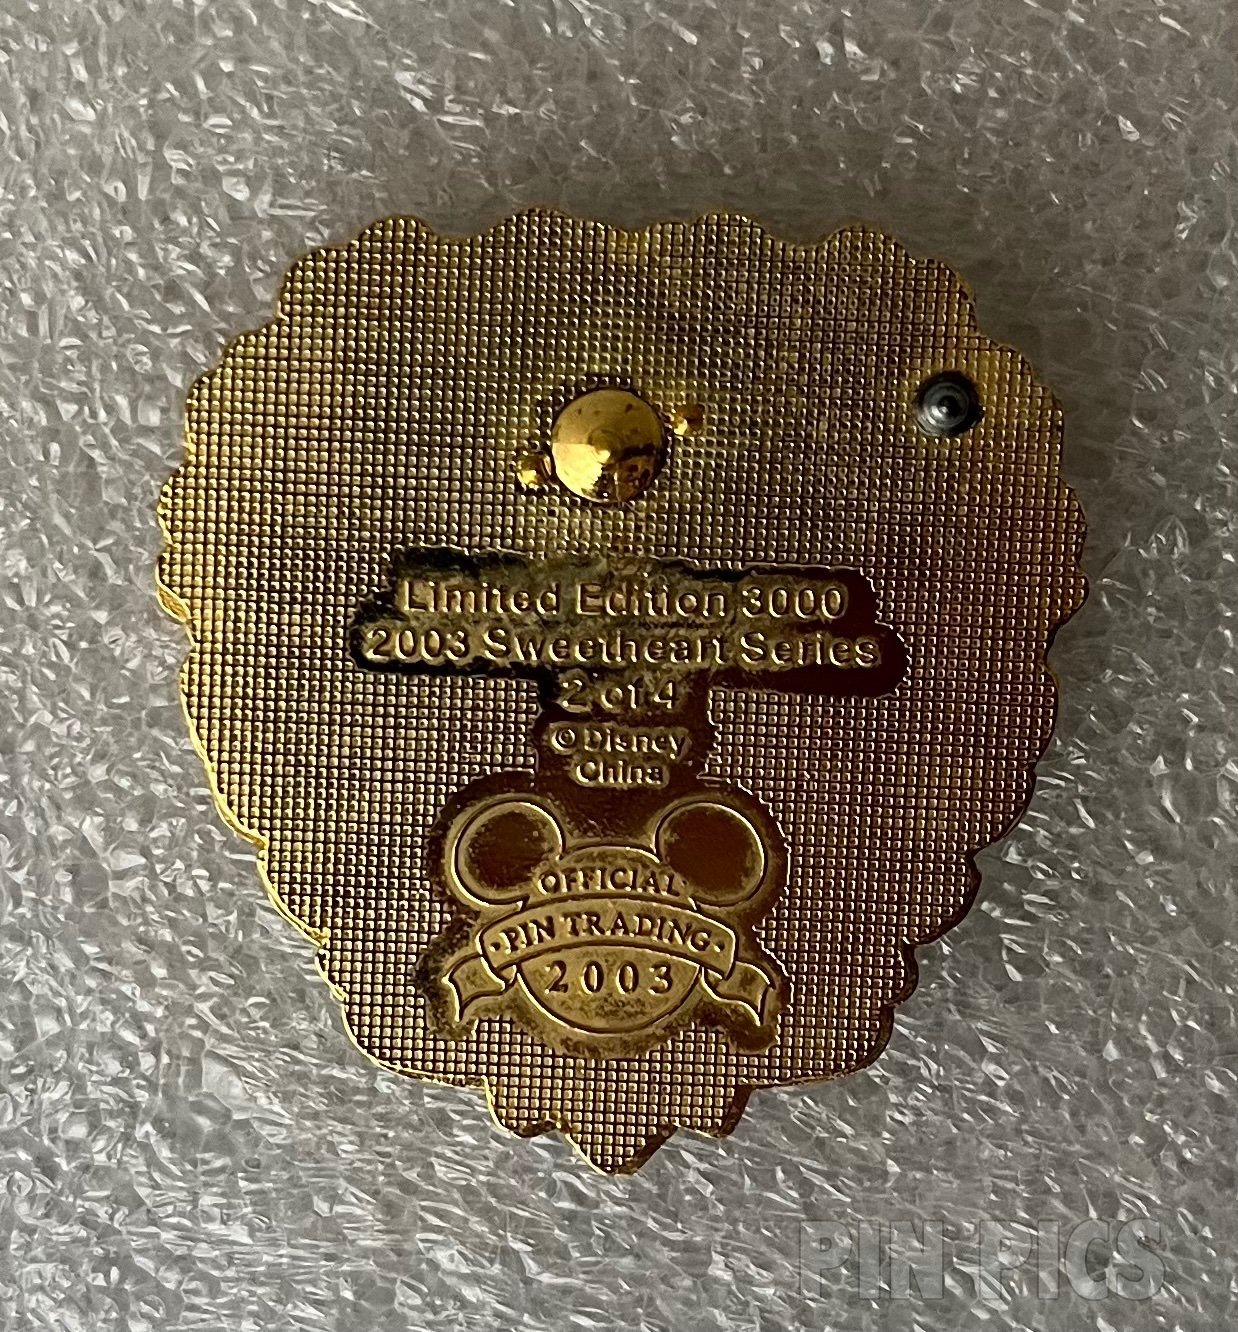 Limited Edition 3000
2003 Sweetheart Series
2 of 4
© Disney
China
OFFICIAL
· PIN TRADING ·
2003
PIN PICS